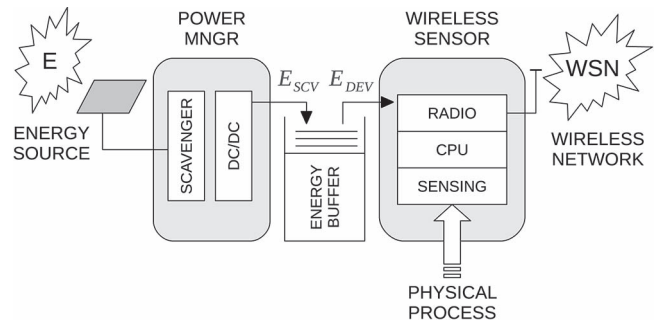 POWER
MNGR
WIRELESS
SENSOR
E
WSN
E_SCV E_DEV
ENERGY
SOURCE
SCAVENGER
DC/DC
ENERGY
BUFFER
RADIO
CPU
SENSING
WIRELESS
NETWORK
PHYSICAL
PROCESS